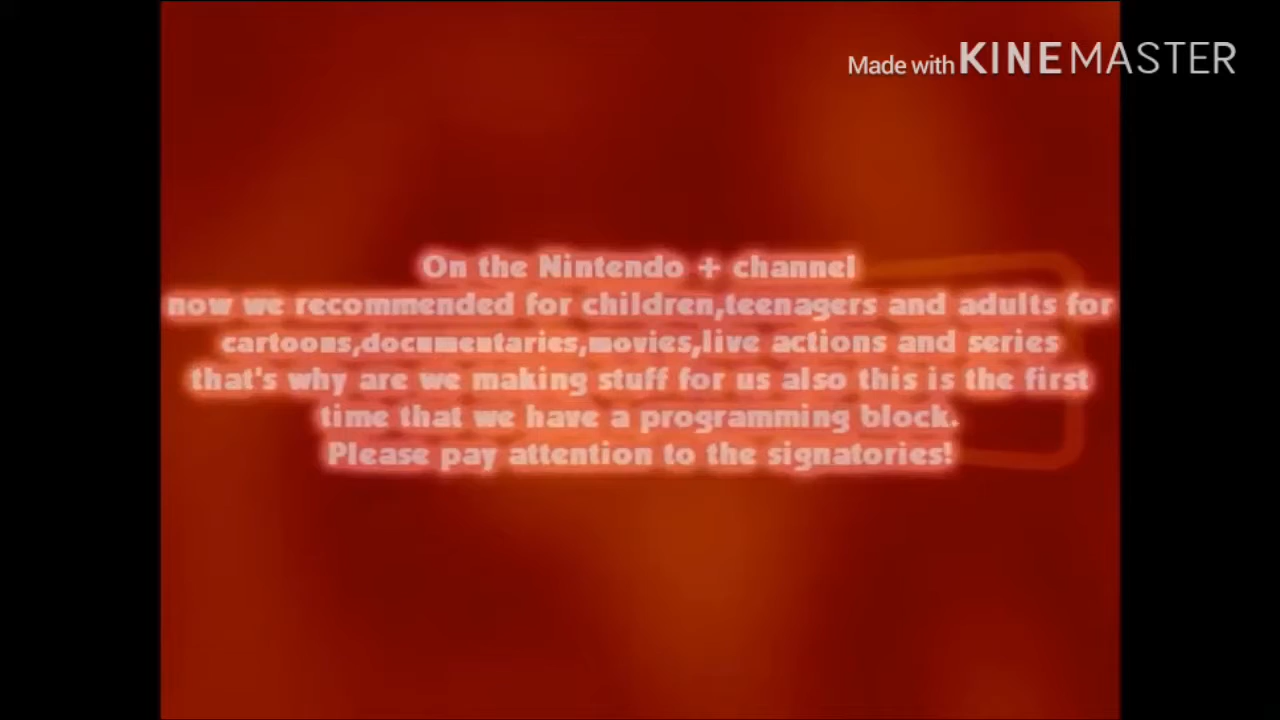 Made with KINEMASTER
On the Nintendo + channel
now we recommended for children,teenagers and adults for
cartoons,documentaries,movies,live actions and series
that's why are we making stuff for us also this is the first
time that we have a programming block.
Please pay attention to the signatories!